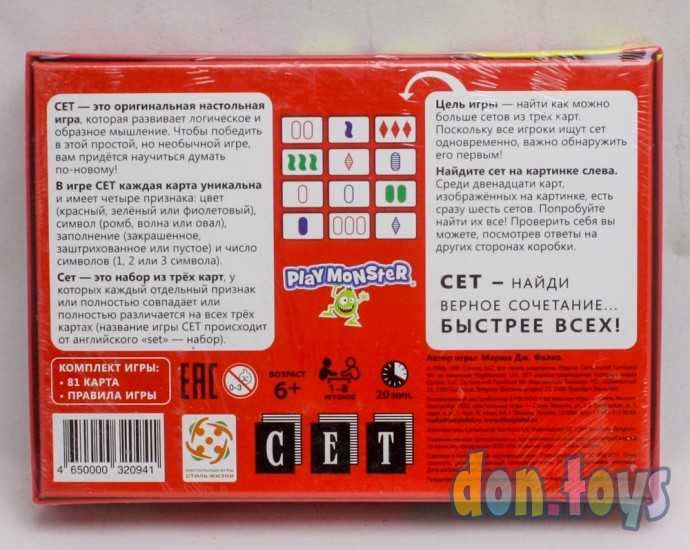 СЕТ — это оригинальная настольная
игра, которая развивает логическое и
образное мышление. Чтобы победить
в этой простой, но необычной игре,
вам придётся научиться думать
по-новому!
В игре СЕТ каждая карта уникальна
и имеет четыре признака: цвет
(красный, зелёный или фиолетовый),
символ (ромб, волна или овал),
заполнение (закрашенное,
заштрихованное или пустое) и число
символов (1, 2 или 3 символа).
Сет - это набор из трёх карт, у
которых каждый отдельный признак
или полностью совпадает или
полностью различается на всех трёх
картах (название игры СЕТ происходит
от английского «set» — набор).
PlayMonster
Цель игры — найти как можно
больше сетов из трёх карт.
Поскольку все игроки ищут сет
одновременно, важно обнаружить
его первым!
Найдите сет на картинке слева.
Среди двенадцати карт,
изображённых на картинке, есть
сразу шесть сетов. Попробуйте
найти их все! Проверить себя вы
можете, посмотрев ответы на
других сторонах коробки.
СЕТ — НАЙДИ
ВЕРНОЕ СОЧЕТАНИЕ...
БЫСТРЕЕ ВСЕХ!
КОМПЛЕКТ ИГРЫ:
• 81 КАРТА
• ПРАВИЛА ИГРЫ
EAC
0-3
ВОЗРАСТ
6+
1-8
ИГРОКОВ
20 мин.
Автор игры: Марша Дж. Фалко.
4 650000 320941
НАСТОЛЬНЫЕ ИГРЫ
СТИЛЬ ЖИЗНИ
СЕТ
don.toys